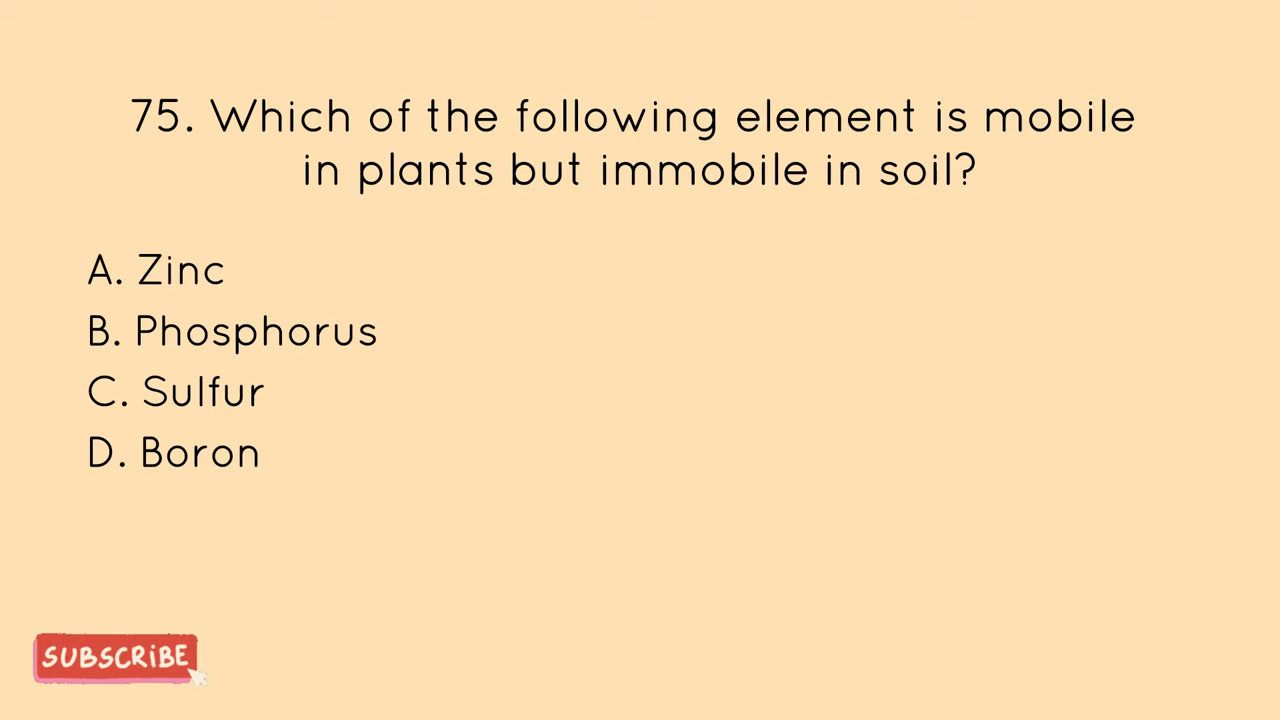 75. Which of the following element is mobile
in plants but immobile in soil?
A. Zinc
B. Phosphorus
C. Sulfur
D. Boron
SUBSCRiBE